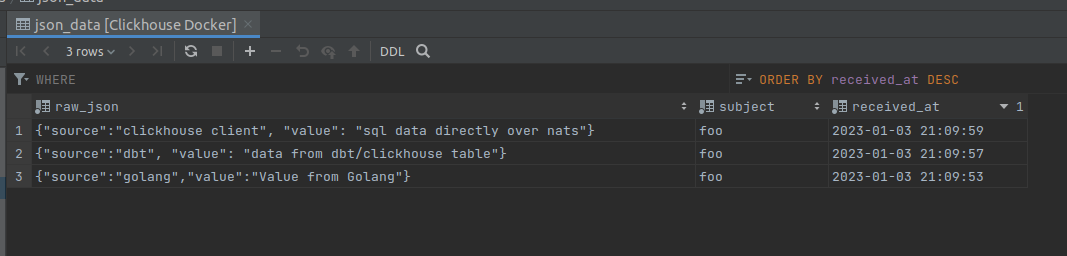 json_data
json_data [Clickhouse Docker]
3 rows DDL
WHERE ORDER BY received_at DESC
raw_json subject received_at 1
1 {"source":"clickhouse client", "value": "sql data directly over nats"} foo 2023-01-03 21:09:59
2 {"source":"dbt", "value": "data from dbt/clickhouse table"} foo 2023-01-03 21:09:57
3 {"source":"golang","value":"Value from Golang"} foo 2023-01-03 21:09:53